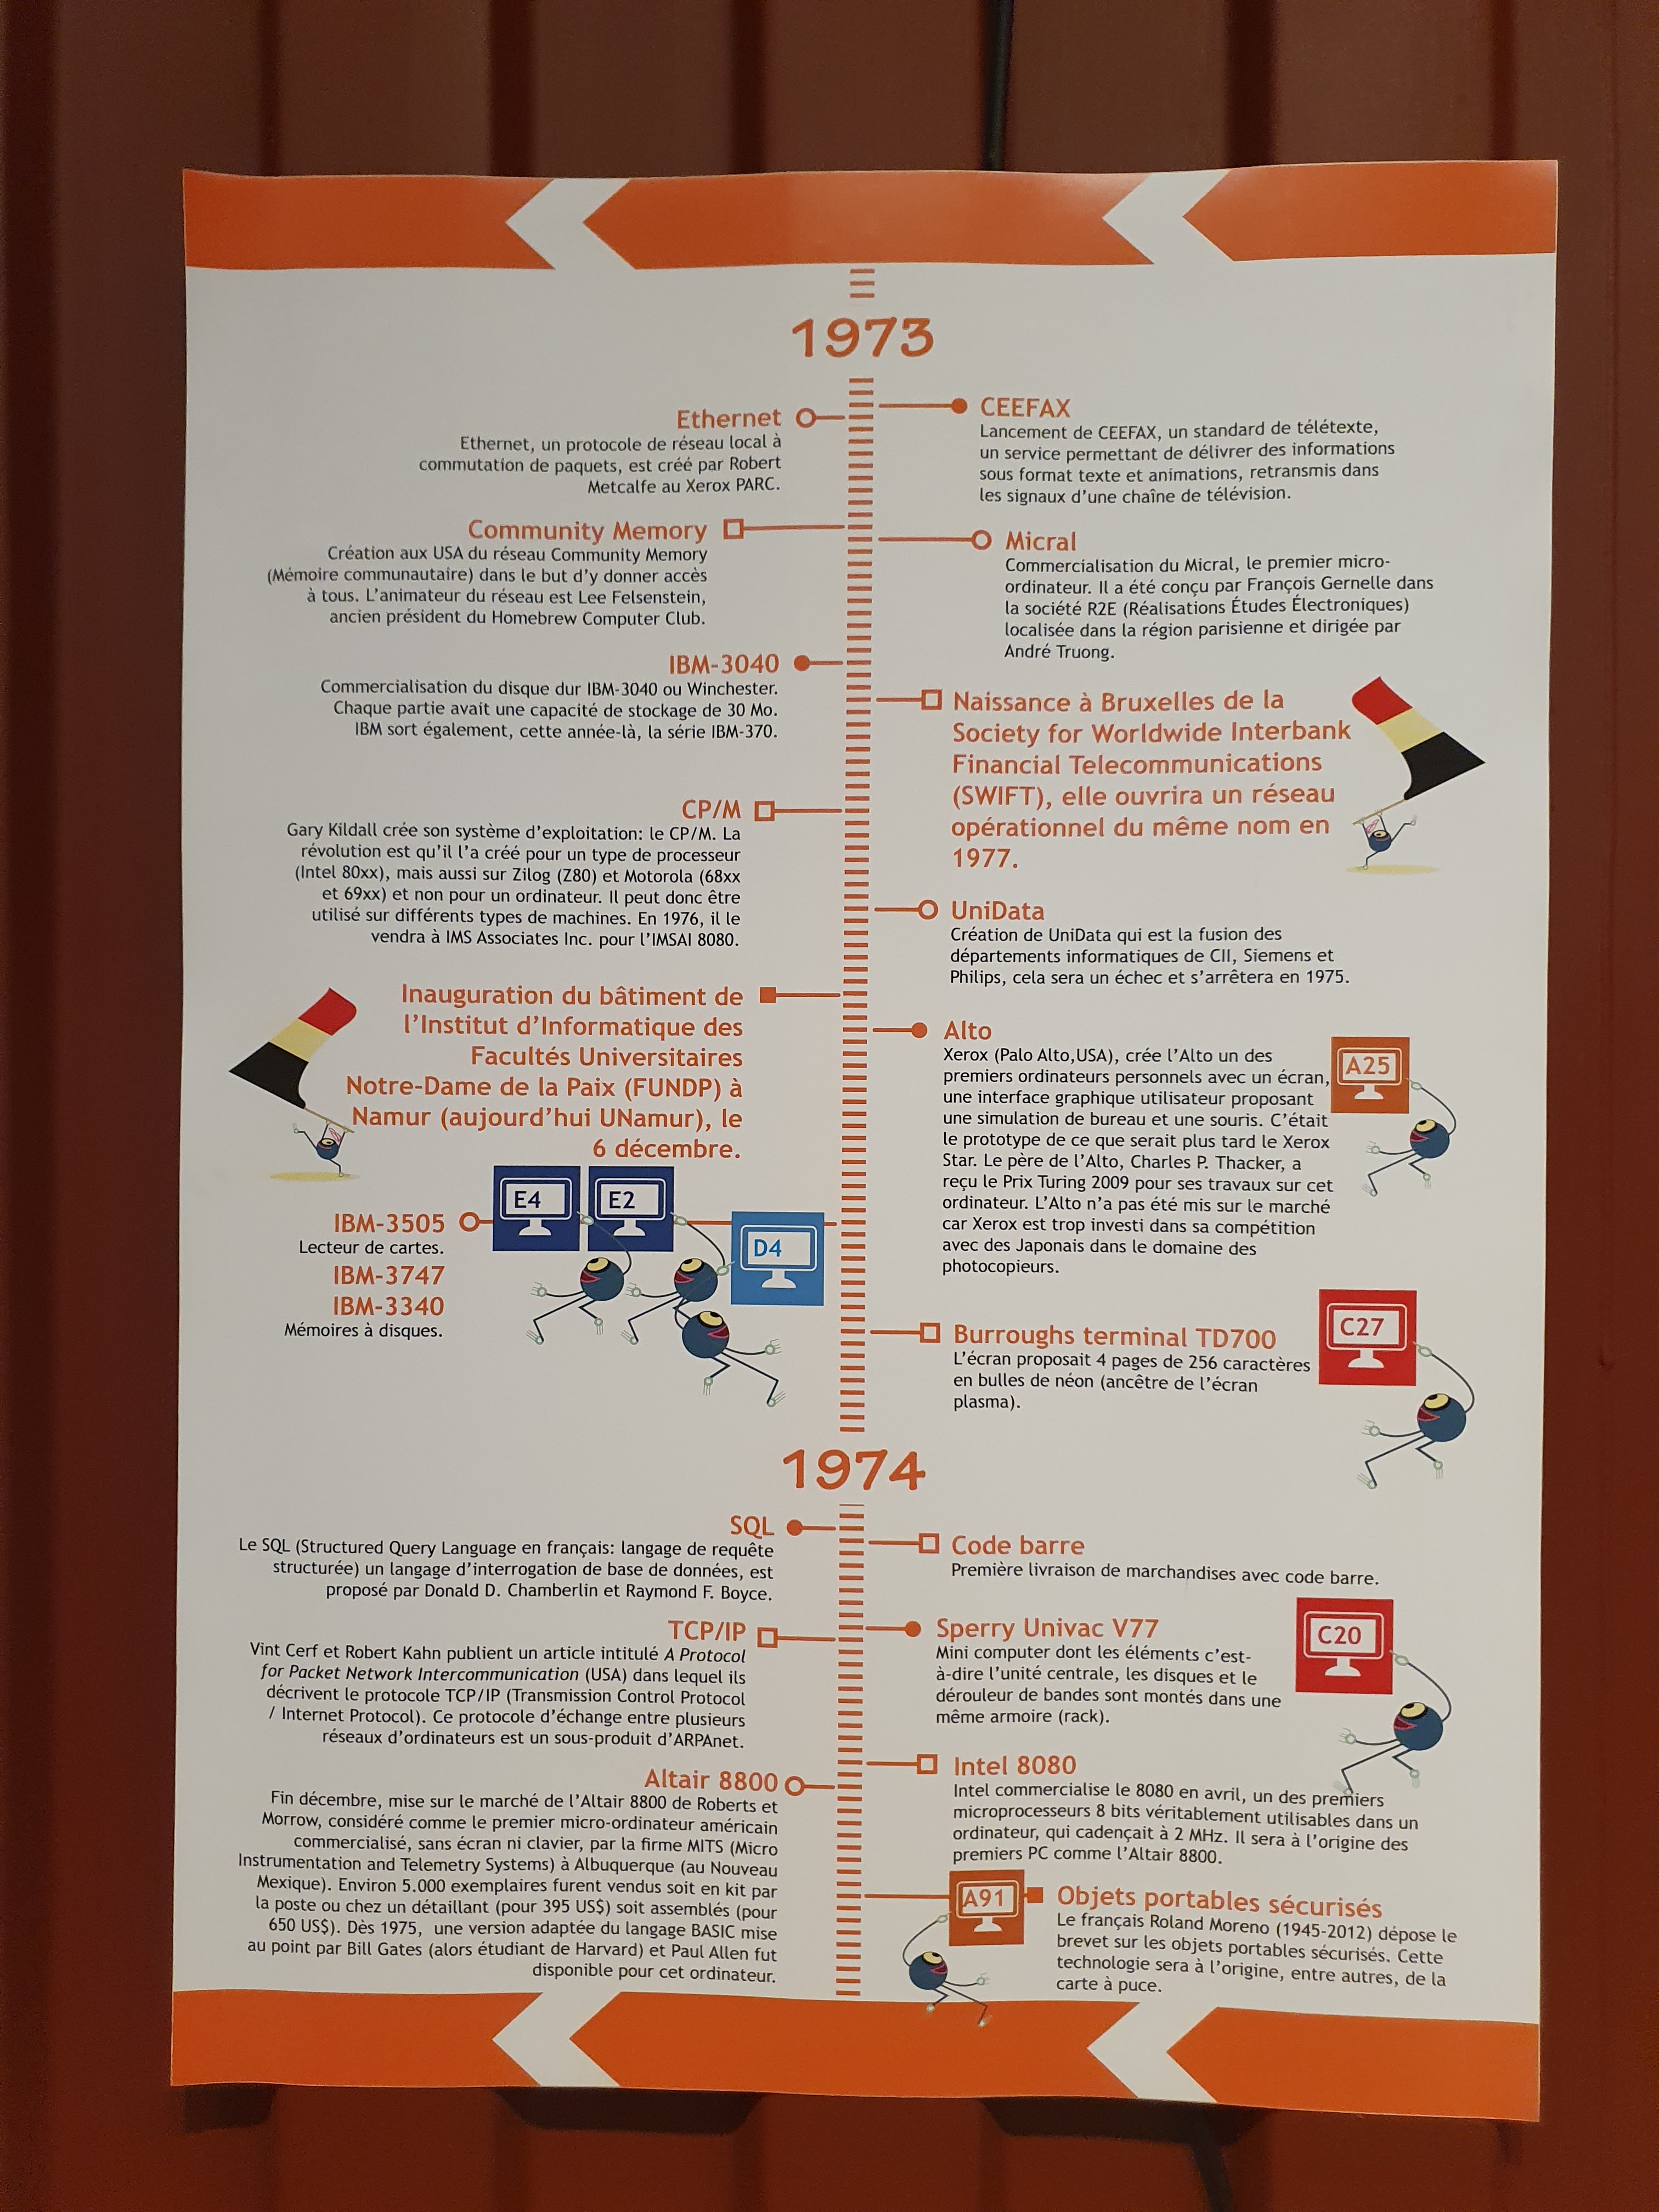 1973
Ethernet
Ethernet, un protocole de réseau local à
commutation de paquets, est créé par Robert
Metcalfe au Xerox PARC.
CEEFAX
Lancement de CEEFAX, un standard de télétexte,
un service permettant de délivrer des informations
sous format texte et animations, retransmis dans
les signaux d'une chaîne de télévision.
Community Memory
Création aux USA du réseau Community Memory
(Mémoire communautaire) dans le but d'y donner accès
à tous. L'animateur du réseau est Lee Felsenstein,
ancien président du Homebrew Computer Club.
Micral
Commercialisation du Micral, le premier micro-
ordinateur. Il a été conçu par François Gernelle dans
la société R2E (Réalisations Études Électroniques)
localisée dans la région parisienne et dirigée par
André Truong.
IBM-3040
Commercialisation du disque dur IBM-3040 ou Winchester.
Chaque partie avait une capacité de stockage de 30 Mo.
IBM sort également, cette année-là, la série IBM-370.
Naissance à Bruxelles de la
Society for Worldwide Interbank
Financial Telecommunications
(SWIFT), elle ouvrira un réseau
opérationnel du même nom en
1977.
CP/M
Gary Kildall crée son système d'exploitation: le CP/M. La
révolution est qu'il l'a créé pour un type de processeur
(Intel 80xx), mais aussi sur Zilog (Z80) et Motorola (68xx
et 69xx) et non pour un ordinateur. Il peut donc être
utilisé sur différents types de machines. En 1976, il le
vendra à IMS Associates Inc. pour l'IMSAI 8080.
UniData
Création de UniData qui est la fusion des
départements informatiques de CII, Siemens et
Philips, cela sera un échec et s'arrêtera en 1975.
Inauguration du bâtiment de
l'Institut d'Informatique des
Facultés Universitaires
Notre-Dame de la Paix (FUNDP) à
Namur (aujourd'hui UNamur), le
6 décembre.
Alto
Xerox (Palo Alto,USA), crée l'Alto un des
premiers ordinateurs personnels avec un écran,
une interface graphique utilisateur proposant
une simulation de bureau et une souris. C'était
le prototype de ce que serait plus tard le Xerox
Star. Le père de l'Alto, Charles P. Thacker, a
reçu le Prix Turing 2009 pour ses travaux sur cet
ordinateur. L'Alto n'a pas été mis sur le marché
car Xerox est trop investi dans sa compétition
avec des Japonais dans le domaine des
photocopieurs.
A25
E4
E2
D4
IBM-3505
Lecteur de cartes.
IBM-3747
IBM-3340
Mémoires à disques.
Burroughs terminal TD700
L'écran proposait 4 pages de 256 caractères
en bulles de néon (ancêtre de l'écran
plasma).
C27
1974
SQL
Le SQL (Structured Query Language en français: langage de requête
structurée) un langage d'interrogation de base de données, est
proposé par Donald D. Chamberlin et Raymond F. Boyce.
Code barre
Première livraison de marchandises avec code barre.
TCP/IP
Vint Cerf et Robert Kahn publient un article intitulé A Protocol
for Packet Network Intercommunication (USA) dans lequel ils
décrivent le protocole TCP/IP (Transmission Control Protocol
/ Internet Protocol). Ce protocole d'échange entre plusieurs
réseaux d'ordinateurs est un sous-produit d'ARPAnet.
Sperry Univac V77
Mini computer dont les éléments c'est-
à-dire l'unité centrale, les disques et le
dérouleur de bandes sont montés dans une
même armoire (rack).
C20
Altair 8800
Fin décembre, mise sur le marché de l'Altair 8800 de Roberts et
Morrow, considéré comme le premier micro-ordinateur américain
commercialisé, sans écran ni clavier, par la firme MITS (Micro
Instrumentation and Telemetry Systems) à Albuquerque (au Nouveau
Mexique). Environ 5.000 exemplaires furent vendus soit en kit par
la poste ou chez un détaillant (pour 395 US$) soit assemblés (pour
650 US$). Dès 1975, une version adaptée du langage BASIC mise
au point par Bill Gates (alors étudiant de Harvard) et Paul Allen fut
disponible pour cet ordinateur.
Intel 8080
Intel commercialise le 8080 en avril, un des premiers
microprocesseurs 8 bits véritablement utilisables dans un
ordinateur, qui cadençait à 2 MHz. Il sera à l'origine des
premiers PC comme l'Altair 8800.
A91
Objets portables sécurisés
Le français Roland Moreno (1945-2012) dépose le
brevet sur les objets portables sécurisés. Cette
technologie sera à l'origine, entre autres, de la
carte à puce.